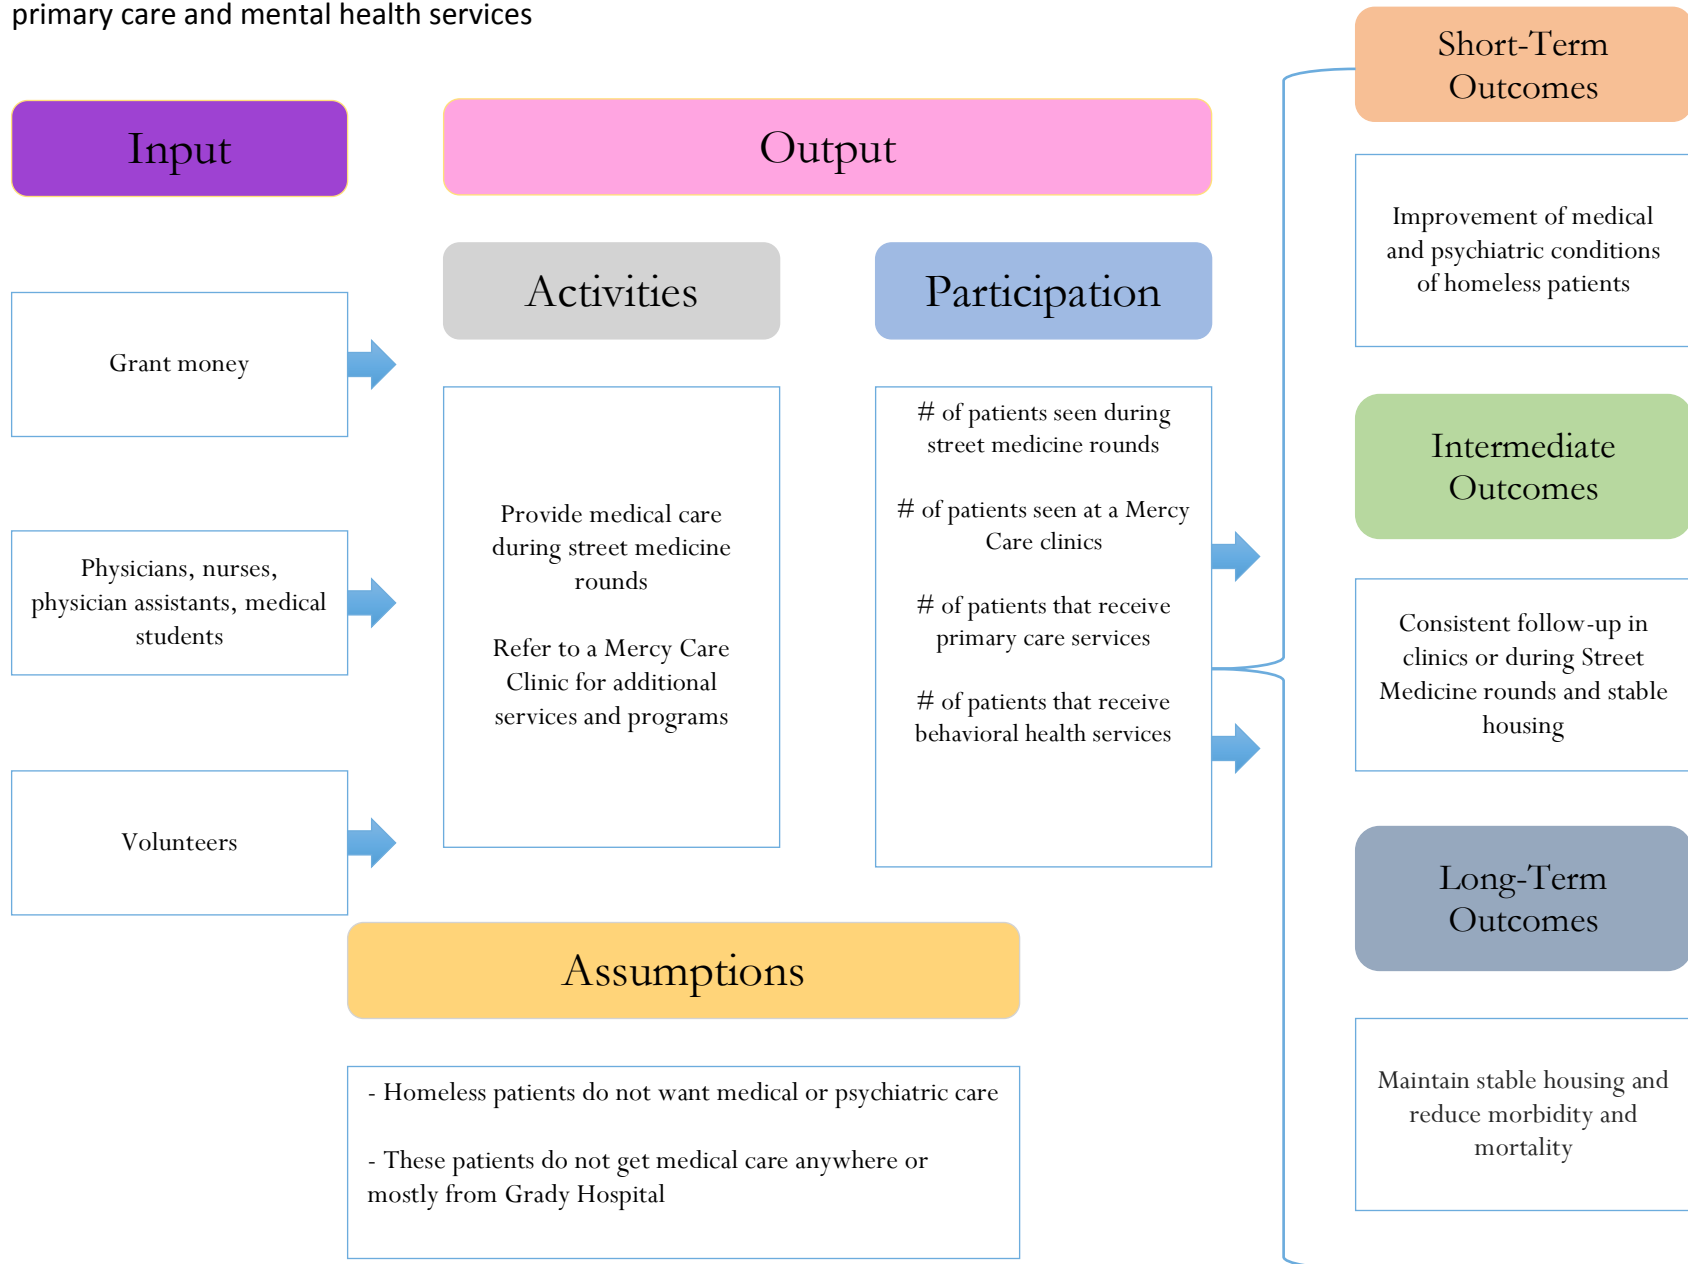 primary care and mental health services
Input
Output
Activities
Participation
Grant money
Physicians, nurses,
physician assistants, medical
students
Volunteers
Provide medical care
during street medicine
rounds
Refer to a Mercy Care
Clinic for additional
services and programs
# of patients seen during
street medicine rounds
# of patients seen at a Mercy
Care clinics
# of patients that receive
primary care services
# of patients that receive
behavioral health services
Short-Term
Outcomes
Improvement of medical
and psychiatric conditions
of homeless patients
Intermediate
Outcomes
Consistent follow-up in
clinics or during Street
Medicine rounds and stable
housing
Long-Term
Outcomes
Maintain stable housing and
reduce morbidity and
mortality
Assumptions
- Homeless patients do not want medical or psychiatric care
- These patients do not get medical care anywhere or
mostly from Grady Hospital